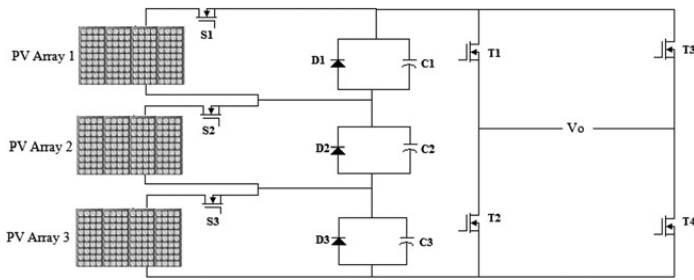 S1
PV Array 1
D1
C1
T1
T3
S2
PV Array 2
D2
C2
Vo
S3
PV Array 3
D3
C3
T2
T4